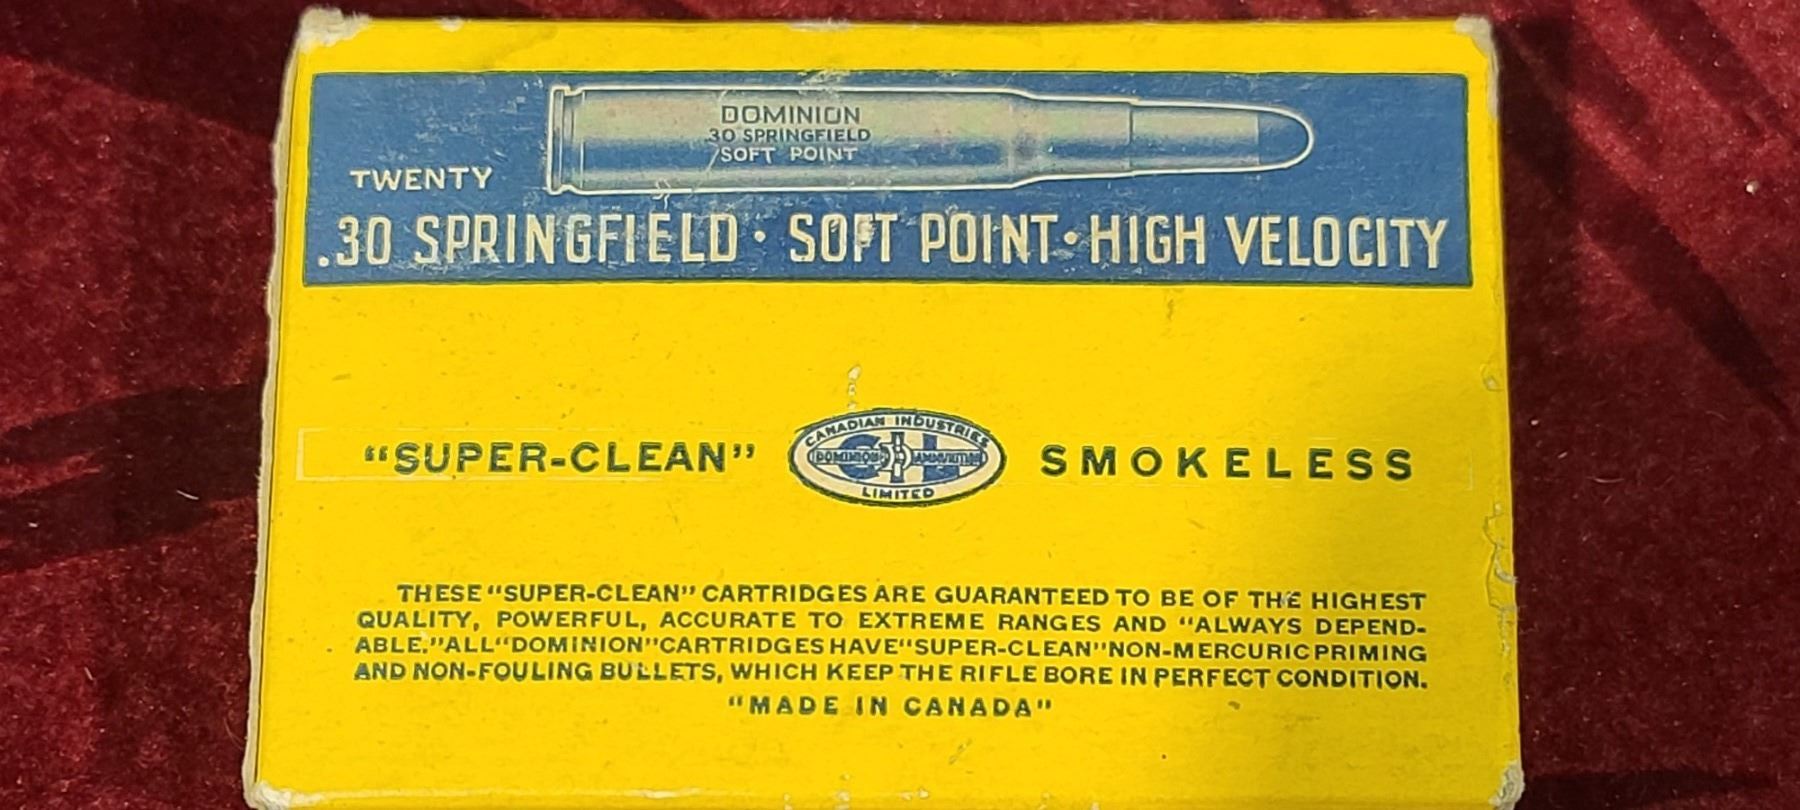 DOMINION
30 SPRINGFIELD
SOFT POINT
TWENTY
.30 SPRINGFIELD · SOFT POINT · HIGH VELOCITY
"SUPER-CLEAN"
CANADIAN INDUSTRIES
CIL
DOMINION AMMUNITION
LIMITED
SMOKELESS
THESE "SUPER-CLEAN" CARTRIDGES ARE GUARANTEED TO BE OF THE HIGHEST
QUALITY, POWERFUL, ACCURATE TO EXTREME RANGES AND "ALWAYS DEPEND-
ABLE." ALL "DOMINION" CARTRIDGES HAVE "SUPER-CLEAN" NON-MERCURIC PRIMING
AND NON-FOULING BULLETS, WHICH KEEP THE RIFLE BORE IN PERFECT CONDITION.
"MADE IN CANADA"